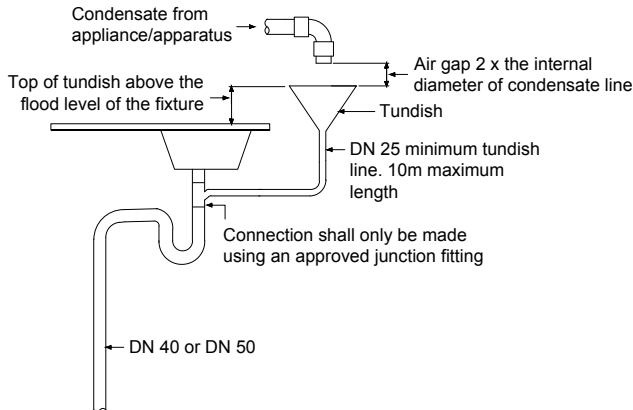 Condensate from
appliance/apparatus
Air gap 2 x the internal
diameter of condensate line
Top of tundish above the
flood level of the fixture
Tundish
DN 25 minimum tundish
line. 10m maximum
length
Connection shall only be made
using an approved junction fitting
DN 40 or DN 50